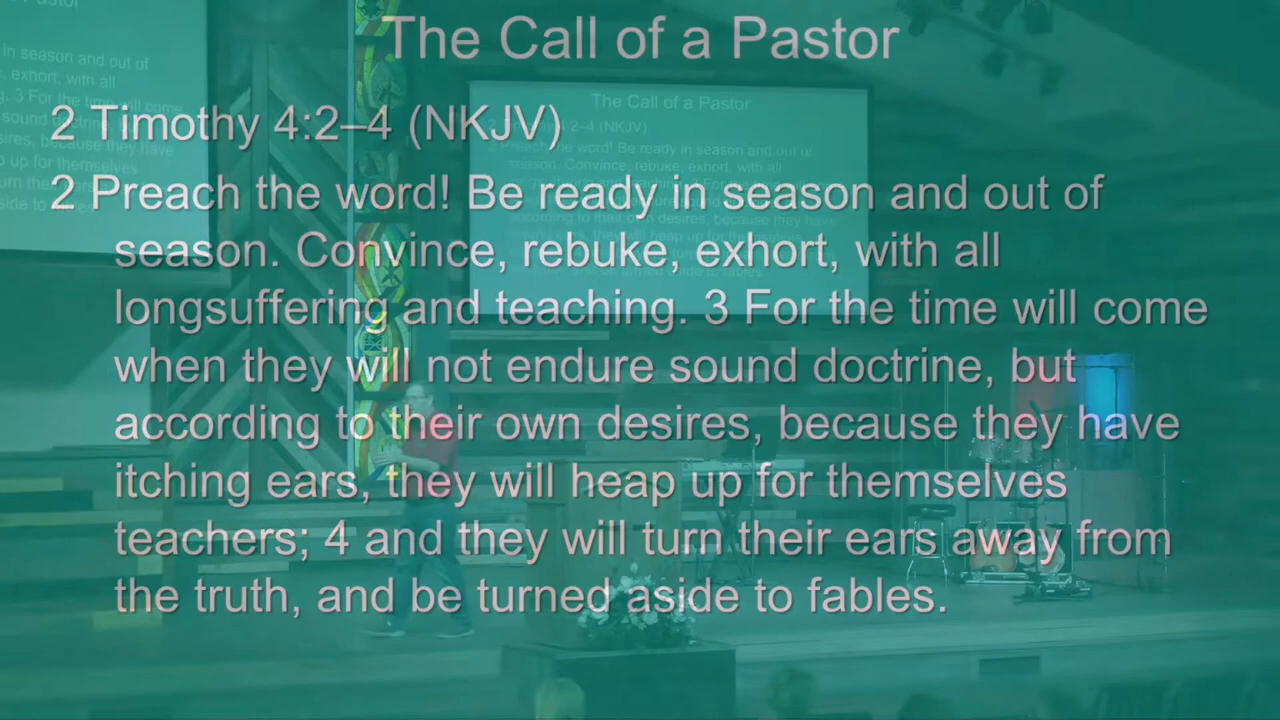 The Call of a Pastor
2 Timothy 4:2–4 (NKJV)
2 Preach the word! Be ready in season and out of
season. Convince, rebuke, exhort, with all
longsuffering and teaching. 3 For the time will come
when they will not endure sound doctrine, but
according to their own desires, because they have
itching ears, they will heap up for themselves
teachers; 4 and they will turn their ears away from
the truth, and be turned aside to fables.